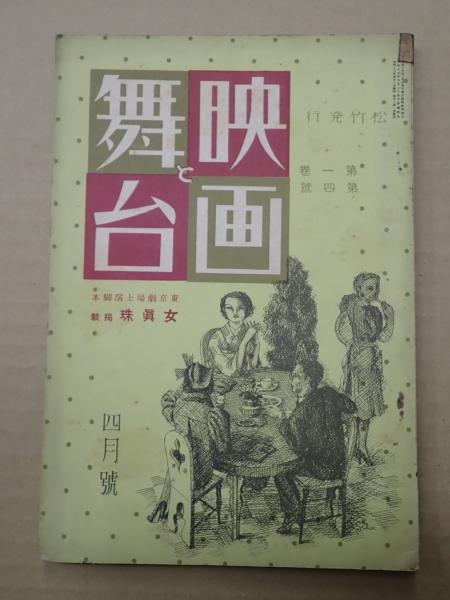 映画
と
舞台
松竹発行
第一巻
第四號
東京劇場上演脚本
女眞珠 掲載
四月號